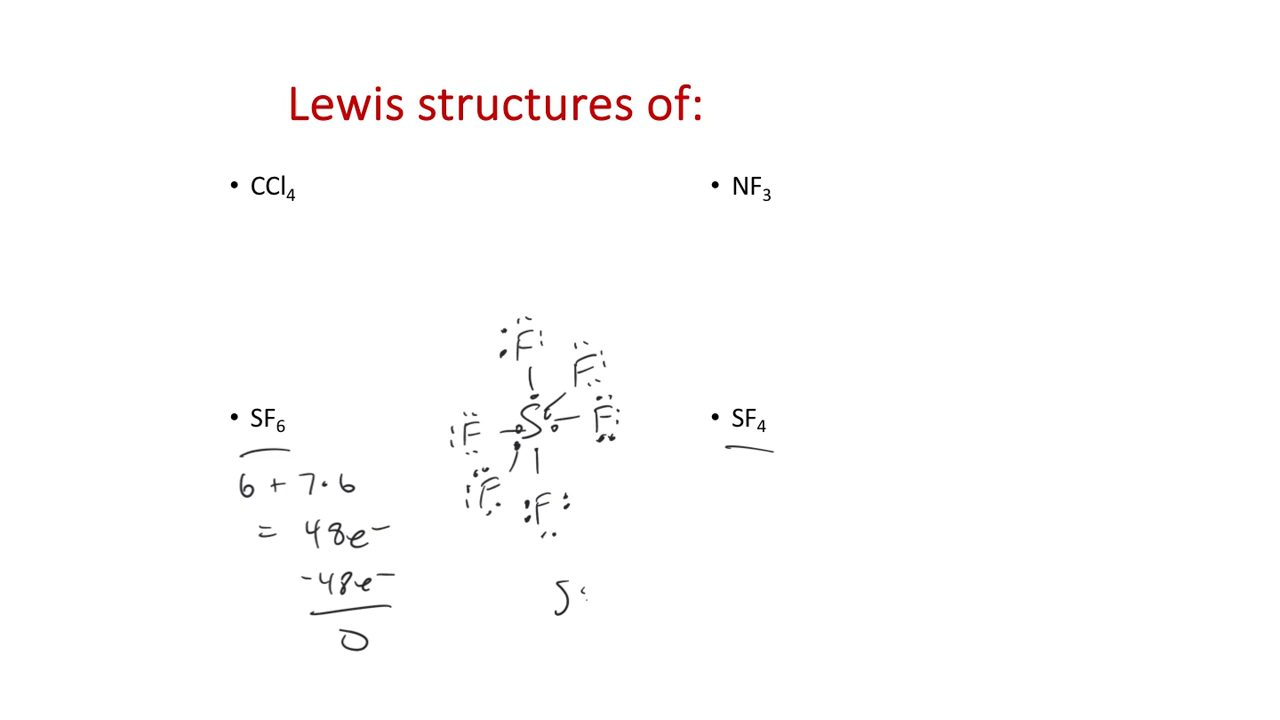 Lewis structures of:
• CCl₄
• NF₃
• SF₆
• SF₄
6 + 7·6
= 48e⁻
-48e⁻
0
F
F
F S F
F
F
S